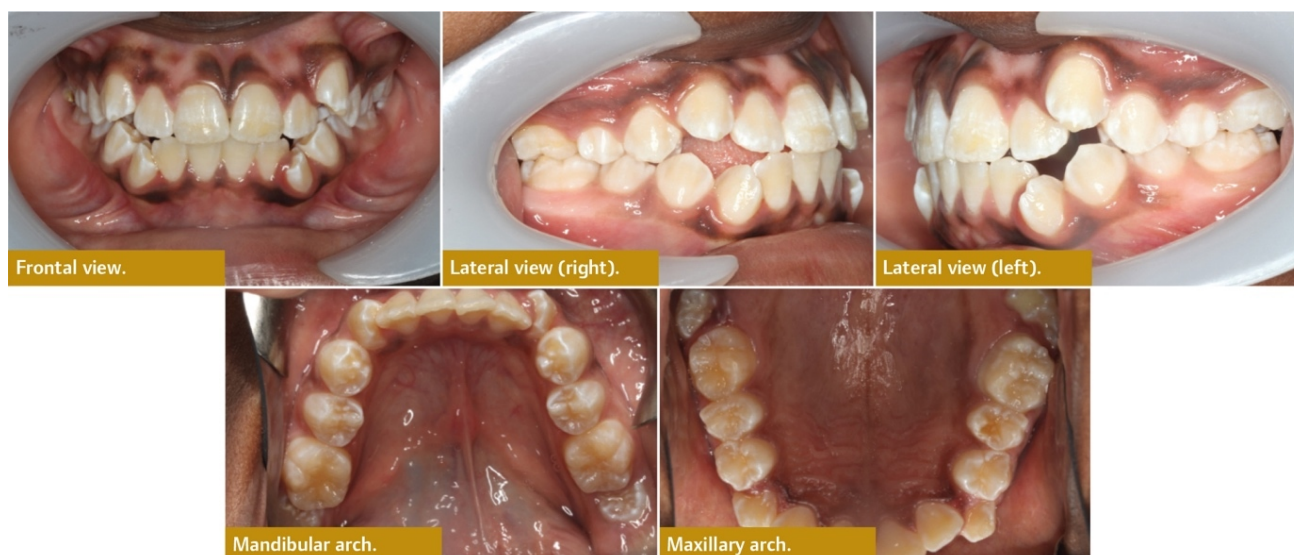 Frontal view.
Lateral view (right).
Lateral view (left).
Mandibular arch.
Maxillary arch.